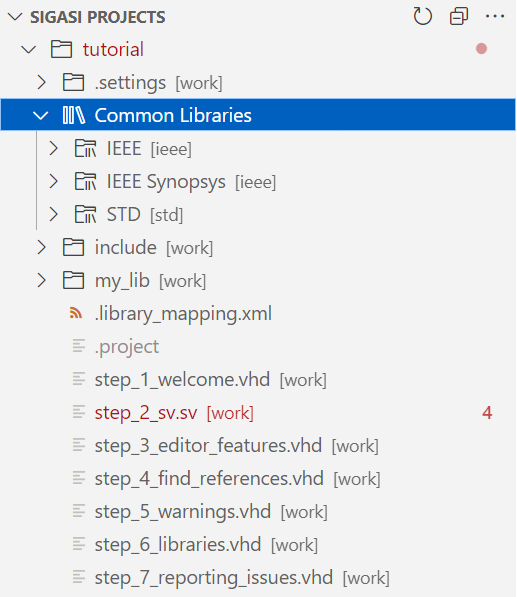 SIGASI PROJECTS
tutorial
.settings [work]
Common Libraries
IEEE [ieee]
IEEE Synopsys [ieee]
STD [std]
include [work]
my_lib [work]
.library_mapping.xml
.project
step_1_welcome.vhd [work]
step_2_sv.sv [work] 4
step_3_editor_features.vhd [work]
step_4_find_references.vhd [work]
step_5_warnings.vhd [work]
step_6_libraries.vhd [work]
step_7_reporting_issues.vhd [work]